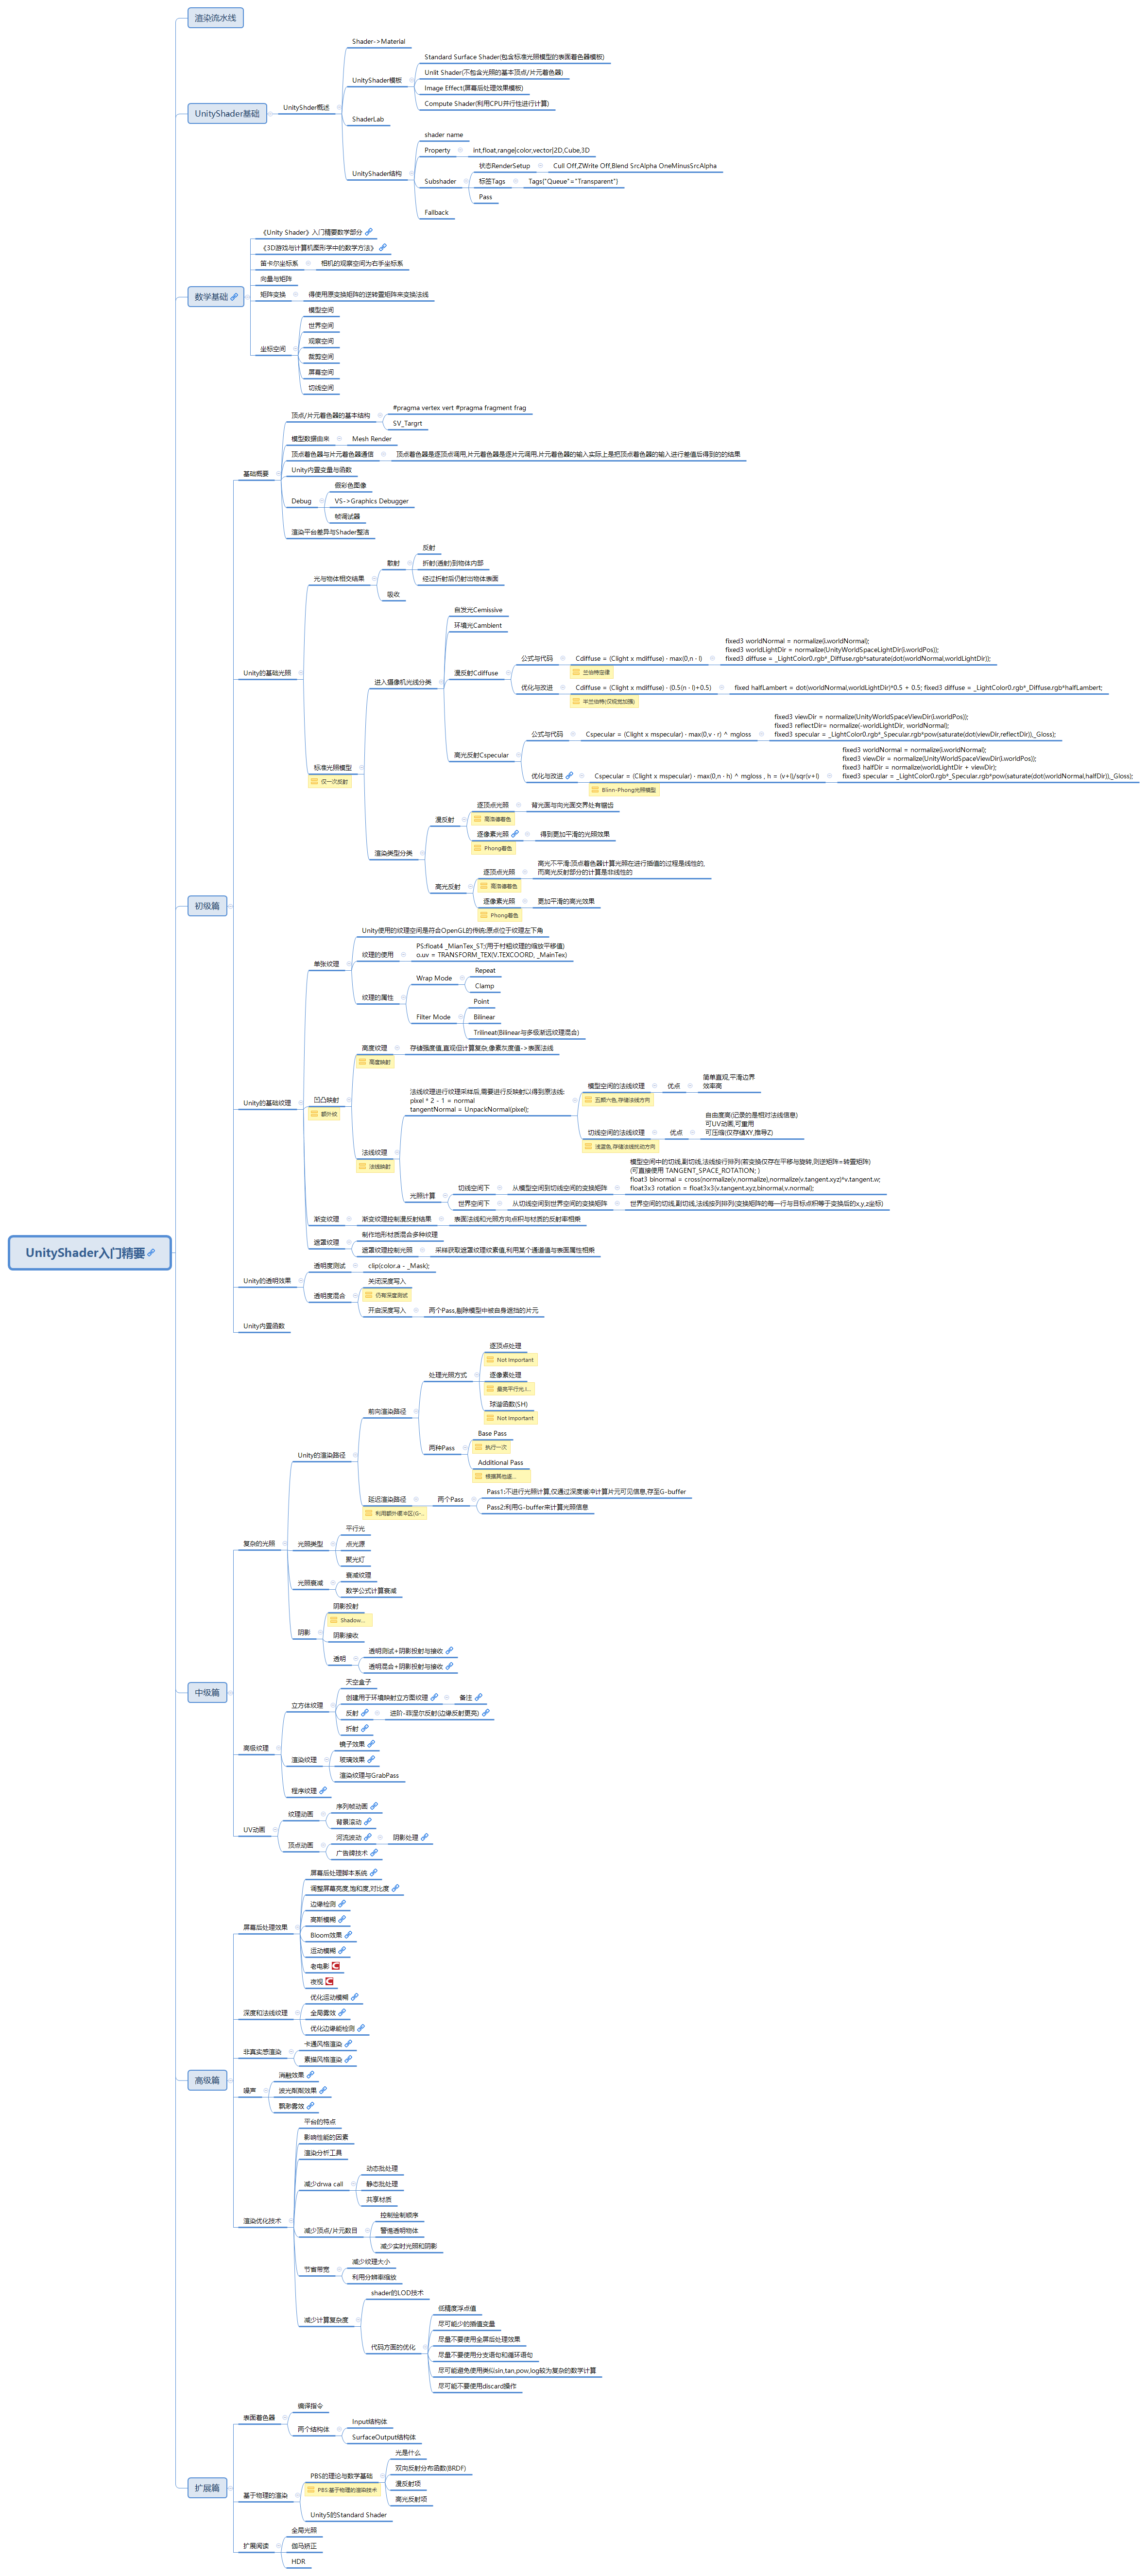 渲染流水线
Shader->Material
Standard Surface Shader(包含标准光照模型的表面着色器模板)
Unlit Shader(不包含光照的基本顶点/片元着色器)
UnityShader模板
Image Effect(屏幕后处理效果模板)
Compute Shader(利用CPU并行性进行计算)
UnityShader基础
UnityShder概述
ShaderLab
shader name
Property
int,float,range|color,vector|2D,Cube,3D
UnityShader结构
状态RenderSetup
Cull Off,ZWrite Off,Blend SrcAlpha OneMinusSrcAlpha
Subshader
标签Tags
Tags{"Queue"="Transparent"}
Pass
Fallback
《Unity Shader》入门精要数学部分
《3D游戏与计算机图形学中的数学方法》
笛卡尔坐标系
相机的观察空间为右手坐标系
向量与矩阵
数学基础
矩阵变换
得使用原变换矩阵的逆转置矩阵来变换法线
模型空间
世界空间
观察空间
坐标空间
裁剪空间
屏幕空间
切线空间
顶点/片元着色器的基本结构
#pragma vertex vert #pragma fragment frag
SV_Targrt
模型数据由来
Mesh Render
顶点着色器与片元着色器通信
顶点着色器是逐顶点调用,片元着色器是逐片元调用,片元着色器的输入实际上是把顶点着色器的输入进行差值后得到的的结果
基础概要
Unity内置变量与函数
假彩色图像
Debug
VS->Graphics Debugger
帧调试器
渲染平台差异与Shader整洁
光与物体相交结果
散射
反射
折射(透射)到物体内部
经过折射后仍射出物体表面
吸收
Unity的基础光照
自发光Cemissive
环境光Cambient
进入摄像机光线分类
漫反射Cdiffuse
公式与代码
Cdiffuse = (Clight x mdiffuse) · max(0,n · l)
兰伯特定律
fixed3 worldNormal = normalize(i.worldNormal);
fixed3 worldLightDir = normalize(UnityWorldSpaceLightDir(i.worldPos));
fixed3 diffuse = _LightColor0.rgb*_Diffuse.rgb*saturate(dot(worldNormal,worldLightDir));
优化与改进
Cdiffuse = (Clight x mdiffuse) · (0.5(n · l)+0.5)
半兰伯特(仅视觉加强)
fixed halfLambert = dot(worldNormal,worldLightDir)*0.5 + 0.5; fixed3 diffuse = _LightColor0.rgb*_Diffuse.rgb*halfLambert;
高光反射Cspecular
公式与代码
Cspecular = (Clight x mspecular) · max(0,v · r) ^ mgloss
fixed3 viewDir = normalize(UnityWorldSpaceViewDir(i.worldPos));
fixed3 reflectDir= normalize(-worldLightDir, worldNormal);
fixed3 specular = _LightColor0.rgb*_Specular.rgb*pow(saturate(dot(viewDir,reflectDir)),_Gloss);
优化与改进
Cspecular = (Clight x mspecular) · max(0,n · h) ^ mgloss , h = (v+l)/sqr(v+l)
Blinn-Phong光照模型
fixed3 worldNormal = normalize(i.worldNormal);
fixed3 viewDir = normalize(UnityWorldSpaceViewDir(i.worldPos));
fixed3 halfDir = normalize(worldLightDir + viewDir);
fixed3 specular = _LightColor0.rgb*_Specular.rgb*pow(saturate(dot(worldNormal,halfDir)),_Gloss);
标准光照模型
仅一次反射
渲染类型分类
漫反射
逐顶点光照
高洛德着色
背光面与向光面交界处有锯齿
逐像素光照
Phong着色
得到更加平滑的光照效果
高光反射
逐顶点光照
高洛德着色
高光不平滑:顶点着色器计算光照在进行插值的过程是线性的,
而高光反射部分的计算是非线性的
逐像素光照
Phong着色
更加平滑的高光效果
初级篇
单张纹理
Unity使用的纹理空间是符合OpenGL的传统;原点位于纹理左下角
纹理的使用
PS:float4 _MianTex_ST;(用于对粗纹理的缩放平移值)
o.uv = TRANSFORM_TEX(V.TEXCOORD, _MainTex)
纹理的属性
Wrap Mode
Repeat
Clamp
Filter Mode
Point
Bilinear
Trilineat(Bilinear与多级渐远纹理混合)
Unity的基础纹理
凹凸映射
高度纹理
高度映射
存储强度值,直观但计算复杂,像素灰度值->表面法线
法线纹理
法线映射
法线纹理进行纹理采样后,需要进行反映射以得到原法线:
pixel * 2 - 1 = normal
tangentNormal = UnpackNormal(pixel);
模型空间的法线纹理
五颜六色,存储法线方向
优点
简单直观,平滑边界
效率高
切线空间的法线纹理
浅蓝色,存储法线扰动方向
优点
自由度高(记录的是相对法线信息)
可UV动画,可重用
可压缩(仅存储XY,推导Z)
光照计算
切线空间下
从模型空间到切线空间的变换矩阵
模型空间中的切线,副切线,法线按行排列(若变换仅存在平移与旋转,则逆矩阵=转置矩阵)
(可直接使用 TANGENT_SPACE_ROTATION; )
float3 binormal = cross(normalize(v,normalize),normalize(v.tangent.xyz)*v.tangent.w;
float3x3 rotation = float3x3(v.tangent.xyz,binormal,v.normal);
世界空间下
从切线空间到世界空间的变换矩阵
世界空间的切线,副切线,法线按列排列(变换矩阵的每一行与目标点积等于变换后的x,y,z坐标)
渐变纹理
渐变纹理控制漫反射结果
表面法线和光照方向点积与材质的反射率相乘
遮罩纹理
制作地形材质混合多种纹理
遮罩纹理控制光照
采样获取遮罩纹理纹素值,利用某个通道值与表面属性相乘
UnityShader入门精要
Unity的透明效果
透明度测试
clip(color.a - _Mask);
透明度混合
关闭深度写入
仍有深度测试
开启深度写入
两个Pass,剔除模型中被自身遮挡的片元
Unity内置函数
中级篇
复杂的光照
Unity的渲染路径
前向渲染路径
处理光照方式
逐顶点处理
Not Important
逐像素处理
最亮平行光,I...
球谐函数(SH)
Not Important
两种Pass
Base Pass
执行一次
Additional Pass
根据其他逐...
延迟渲染路径
利用额外缓冲区(G-...
两个Pass
Pass1:不进行光照计算,仅通过深度缓冲计算片元可见信息,存至G-buffer
Pass2:利用G-buffer来计算光照信息
光照类型
平行光
点光源
聚光灯
光照衰减
衰减纹理
数学公式计算衰减
阴影
阴影投射
Shadow...
阴影接收
透明
透明测试+阴影投射与接收
透明混合+阴影投射与接收
高级纹理
立方体纹理
天空盒子
创建用于环境映射立方面纹理
备注
反射
进阶-菲涅尔反射(边缘反射更亮)
折射
渲染纹理
镜子效果
玻璃效果
渲染纹理与GrabPass
程序纹理
UV动画
纹理动画
序列帧动画
背景滚动
顶点动画
河流波动
阴影处理
广告牌技术
高级篇
屏幕后处理效果
屏幕后处理脚本系统
调整屏幕亮度,饱和度,对比度
边缘检测
高斯模糊
Bloom效果
运动模糊
老电影
夜视
深度和法线纹理
优化运动模糊
全局雾效
优化边缘能检测
非真实感渲染
卡通风格渲染
素描风格渲染
噪声
消融效果
波光粼粼效果
飘渺雾效
渲染优化技术
平台的特点
影响性能的因素
渲染分析工具
减少drwa call
动态批处理
静态批处理
共享材质
减少顶点/片元数目
控制绘制顺序
警惕透明物体
减少实时光照和阴影
节省带宽
减少纹理大小
利用分辨率缩放
减少计算复杂度
shader的LOD技术
代码方面的优化
低精度浮点值
尽可能少的插值变量
尽量不要使用全屏后处理效果
尽量不要使用分支语句和循环语句
尽可能避免使用类似sin,tan,pow,log较为复杂的数学计算
尽可能不要使用discard操作
扩展篇
表面着色器
编译指令
两个结构体
Input结构体
SurfaceOutput结构体
基于物理的渲染
PBS的理论与数学基础
PBS:基于物理的渲染技术
光是什么
双向反射分布函数(BRDF)
漫反射项
高光反射项
Unity5的Standard Shader
扩展阅读
全局光照
伽马矫正
HDR